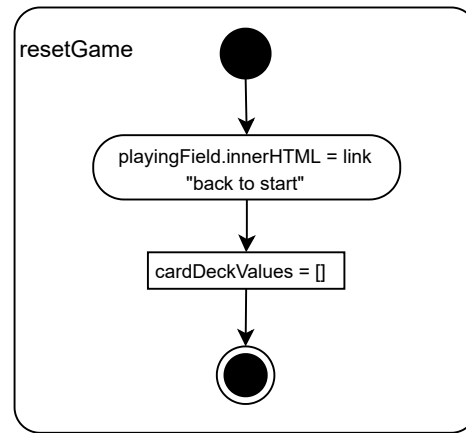 resetGame
playingField.innerHTML = link
"back to start"
cardDeckValues = []